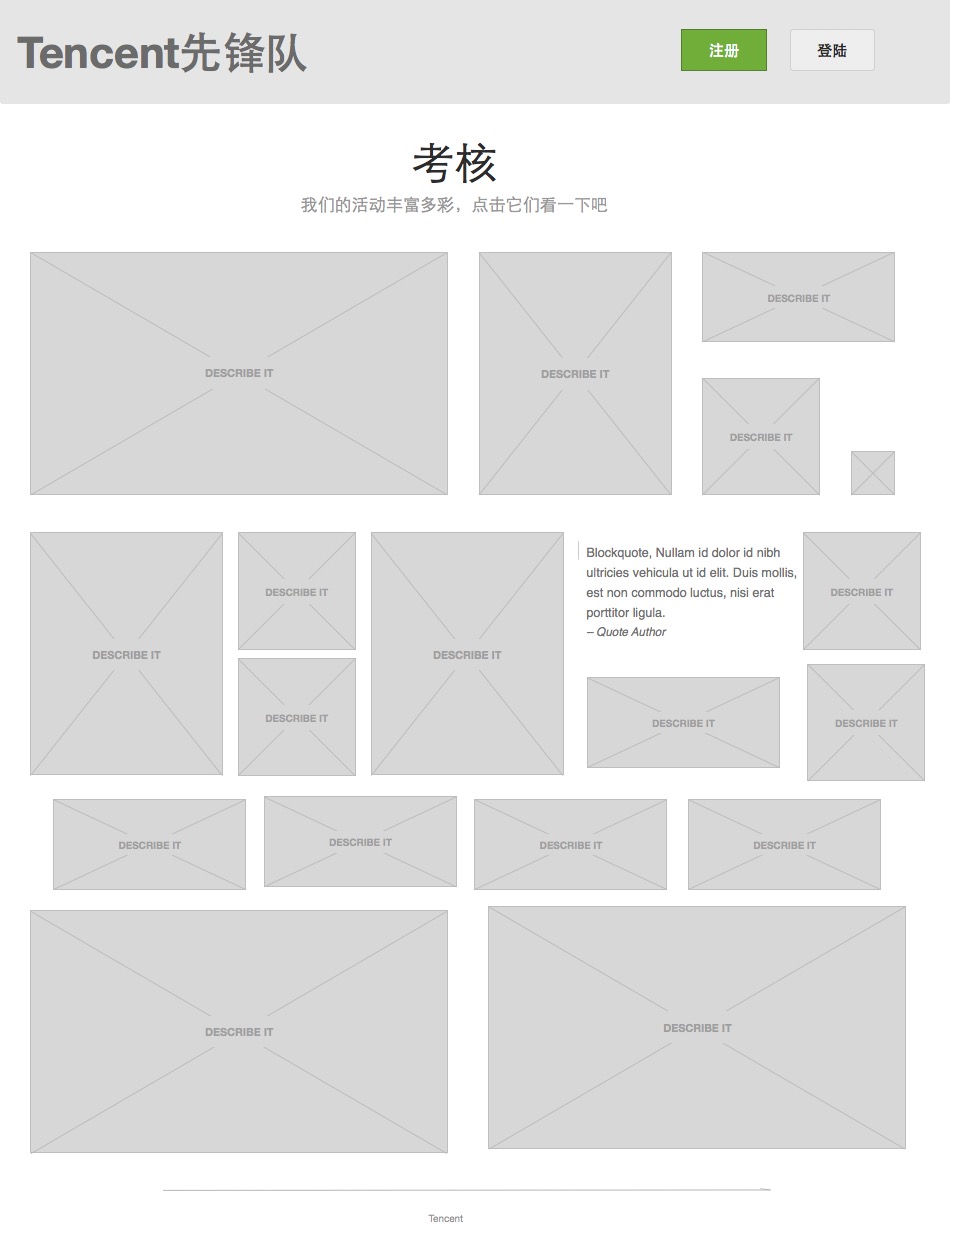 Tencent先锋队
注册
登陆
考核
我们的活动丰富多彩，点击它们看一下吧
DESCRIBE IT
DESCRIBE IT
DESCRIBE IT
DESCRIBE IT
DESCRIBE IT
DESCRIBE IT
DESCRIBE IT
DESCRIBE IT
Blockquote, Nullam id dolor id nibh
ultricies vehicula ut id elit. Duis mollis,
est non commodo luctus, nisi erat
porttitor ligula.
– Quote Author
DESCRIBE IT
DESCRIBE IT
DESCRIBE IT
DESCRIBE IT
DESCRIBE IT
DESCRIBE IT
DESCRIBE IT
DESCRIBE IT
DESCRIBE IT
Tencent